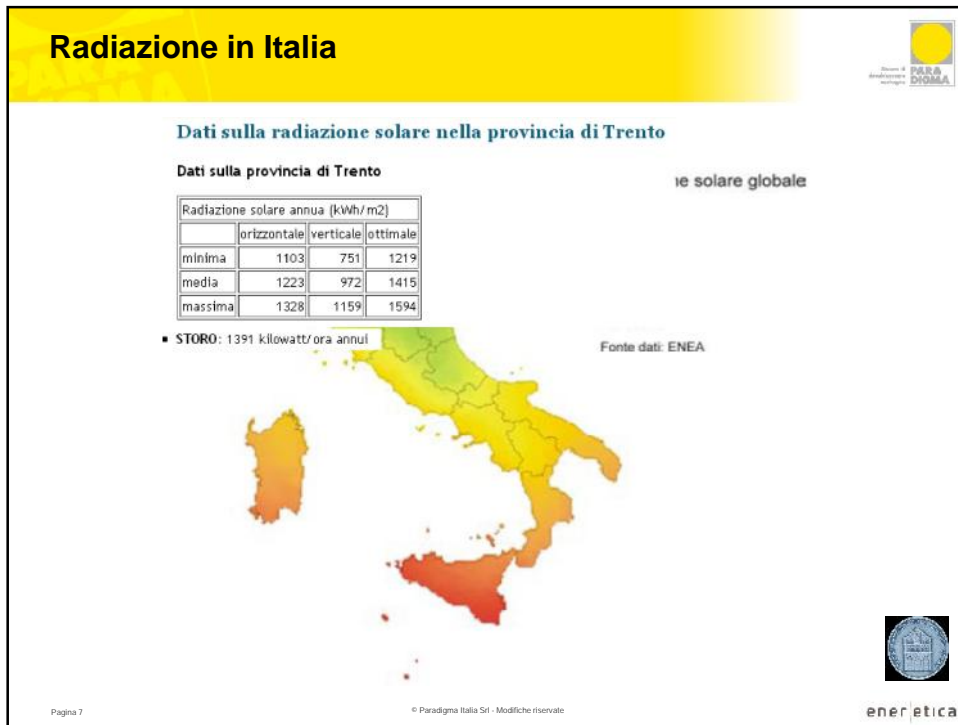 Radiazione in Italia
PARA
DIGMA
Dati sulla radiazione solare nella provincia di Trento
Dati sulla provincia di Trento
ne solare globale
Radiazione solare annua (kWh/m2)
orizzontale verticale ottimale
minima 1103 751 1219
media 1223 972 1415
massima 1328 1159 1594
▪ STORO: 1391 kilowatt/ora annui
Fonte dati: ENEA
Pagina 7
© Paradigma Italia Srl - Modifiche riservate
ener etica